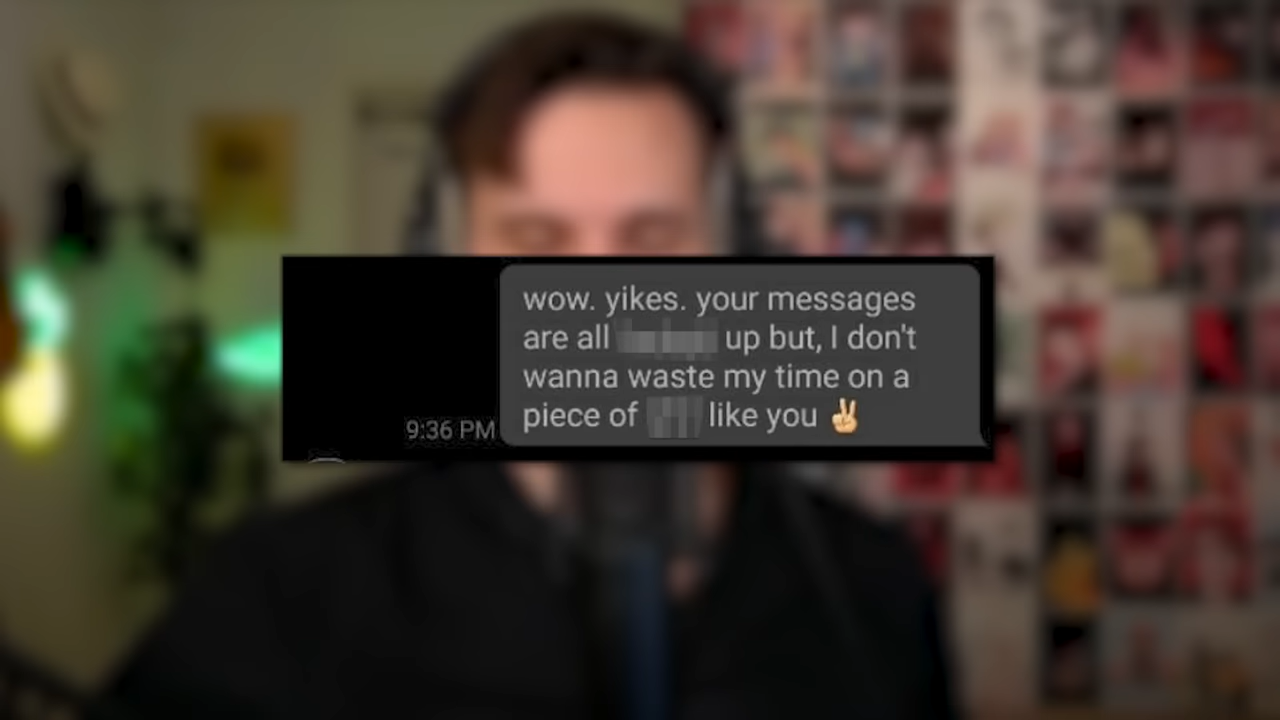 wow. yikes. your messages
are all up but, I don't
wanna waste my time on a
piece of like you ✌
9:36 PM